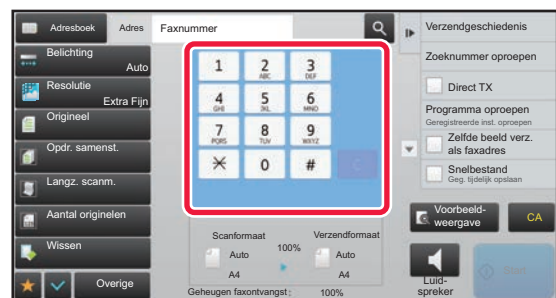 Adresboek
Adres
Faxnummer
Belichting
Auto
Resolutie
Extra Fijn
Origineel
Opdr. samenst.
Langz. scanm.
Aantal originelen
Wissen
Overige
1
2
ABC
3
DEF
4
GHI
5
JKL
6
MNO
7
PQRS
8
TUV
9
WXYZ
0
#
C
Scanformaat
Auto
A4
100%
Verzendformaat
Auto
A4
Geheugen faxontvangst: 100%
Verzendgeschiedenis
Zoeknummer oproepen
Direct TX
Programma oproepen
Geregistreerde inst. oproepen
Zelfde beeld verz.
als faxadres
Snelbestand
Geg. tijdelijk opslaan
Voorbeeld-
weergave
CA
Luid-
spreker
Start